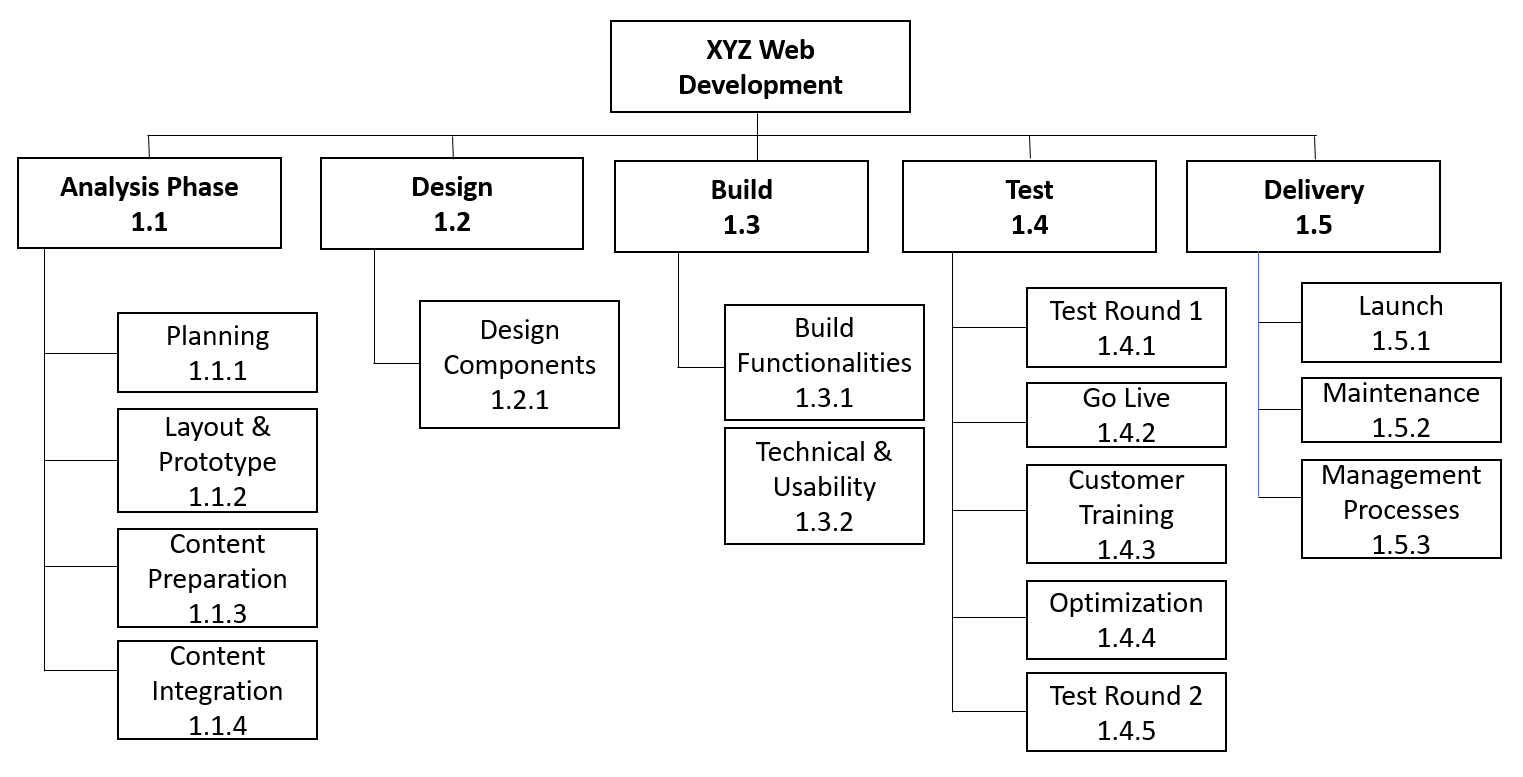 XYZ Web
Development
Analysis Phase
1.1
Design
1.2
Build
1.3
Test
1.4
Delivery
1.5
Planning
1.1.1
Layout &
Prototype
1.1.2
Content
Preparation
1.1.3
Content
Integration
1.1.4
Design
Components
1.2.1
Build
Functionalities
1.3.1
Technical &
Usability
1.3.2
Test Round 1
1.4.1
Go Live
1.4.2
Customer
Training
1.4.3
Optimization
1.4.4
Test Round 2
1.4.5
Launch
1.5.1
Maintenance
1.5.2
Management
Processes
1.5.3